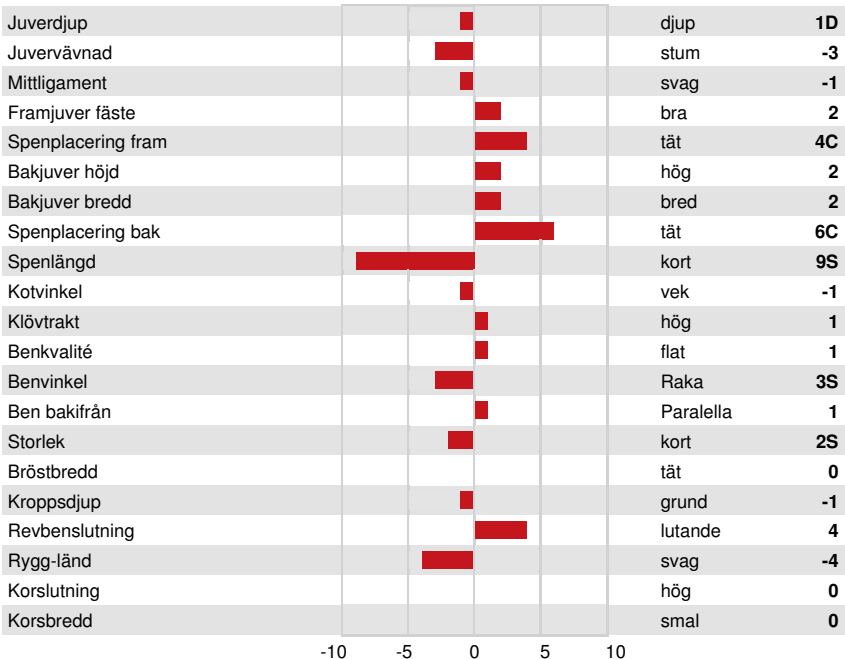 Juverdjup djup 1D
Juvervävnad stum -3
Mittligament svag -1
Framjuver fäste bra 2
Spenplacering fram tät 4C
Bakjuver höjd hög 2
Bakjuver bredd bred 2
Spenplacering bak tät 6C
Spenlängd kort 9S
Kotvinkel vek -1
Klövtrakt hög 1
Benkvalité flat 1
Benvinkel Raka 3S
Ben bakifrån Paralella 1
Storlek kort 2S
Bröstbredd tät 0
Kroppsdjup grund -1
Revbenslutning lutande 4
Rygg-länd svag -4
Korslutning hög 0
Korsbredd smal 0
-10 -5 0 5 10